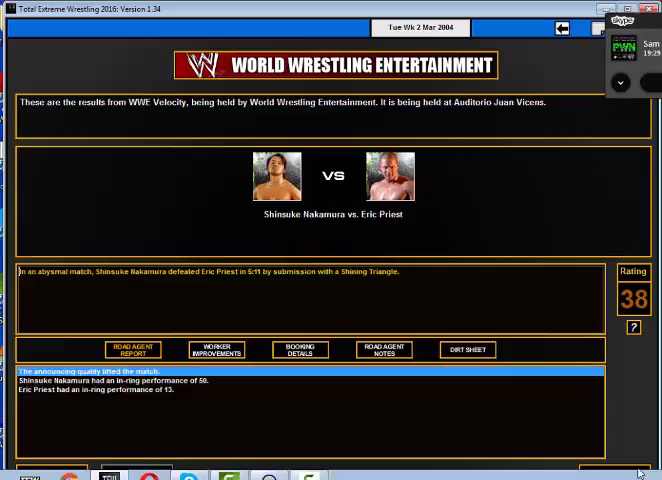 Total Extreme Wrestling 2016: Version 1.34
Tue Wk 2 Mar 2004
skype
PWN
Sam
19:29
W WORLD WRESTLING ENTERTAINMENT
These are the results from WWE Velocity, being held by World Wrestling Entertainment. It is being held at Auditorio Juan Vicens.
VS
Shinsuke Nakamura vs. Eric Priest
In an abysmal match, Shinsuke Nakamura defeated Eric Priest in 5:11 by submission with a Shining Triangle.
Rating
38
?
ROAD AGENT REPORT
WORKER IMPROVEMENTS
BOOKING DETAILS
ROAD AGENT NOTES
DIRT SHEET
The announcing quality lifted the match.
Shinsuke Nakamura had an in-ring performance of 50.
Eric Priest had an in-ring performance of 13.